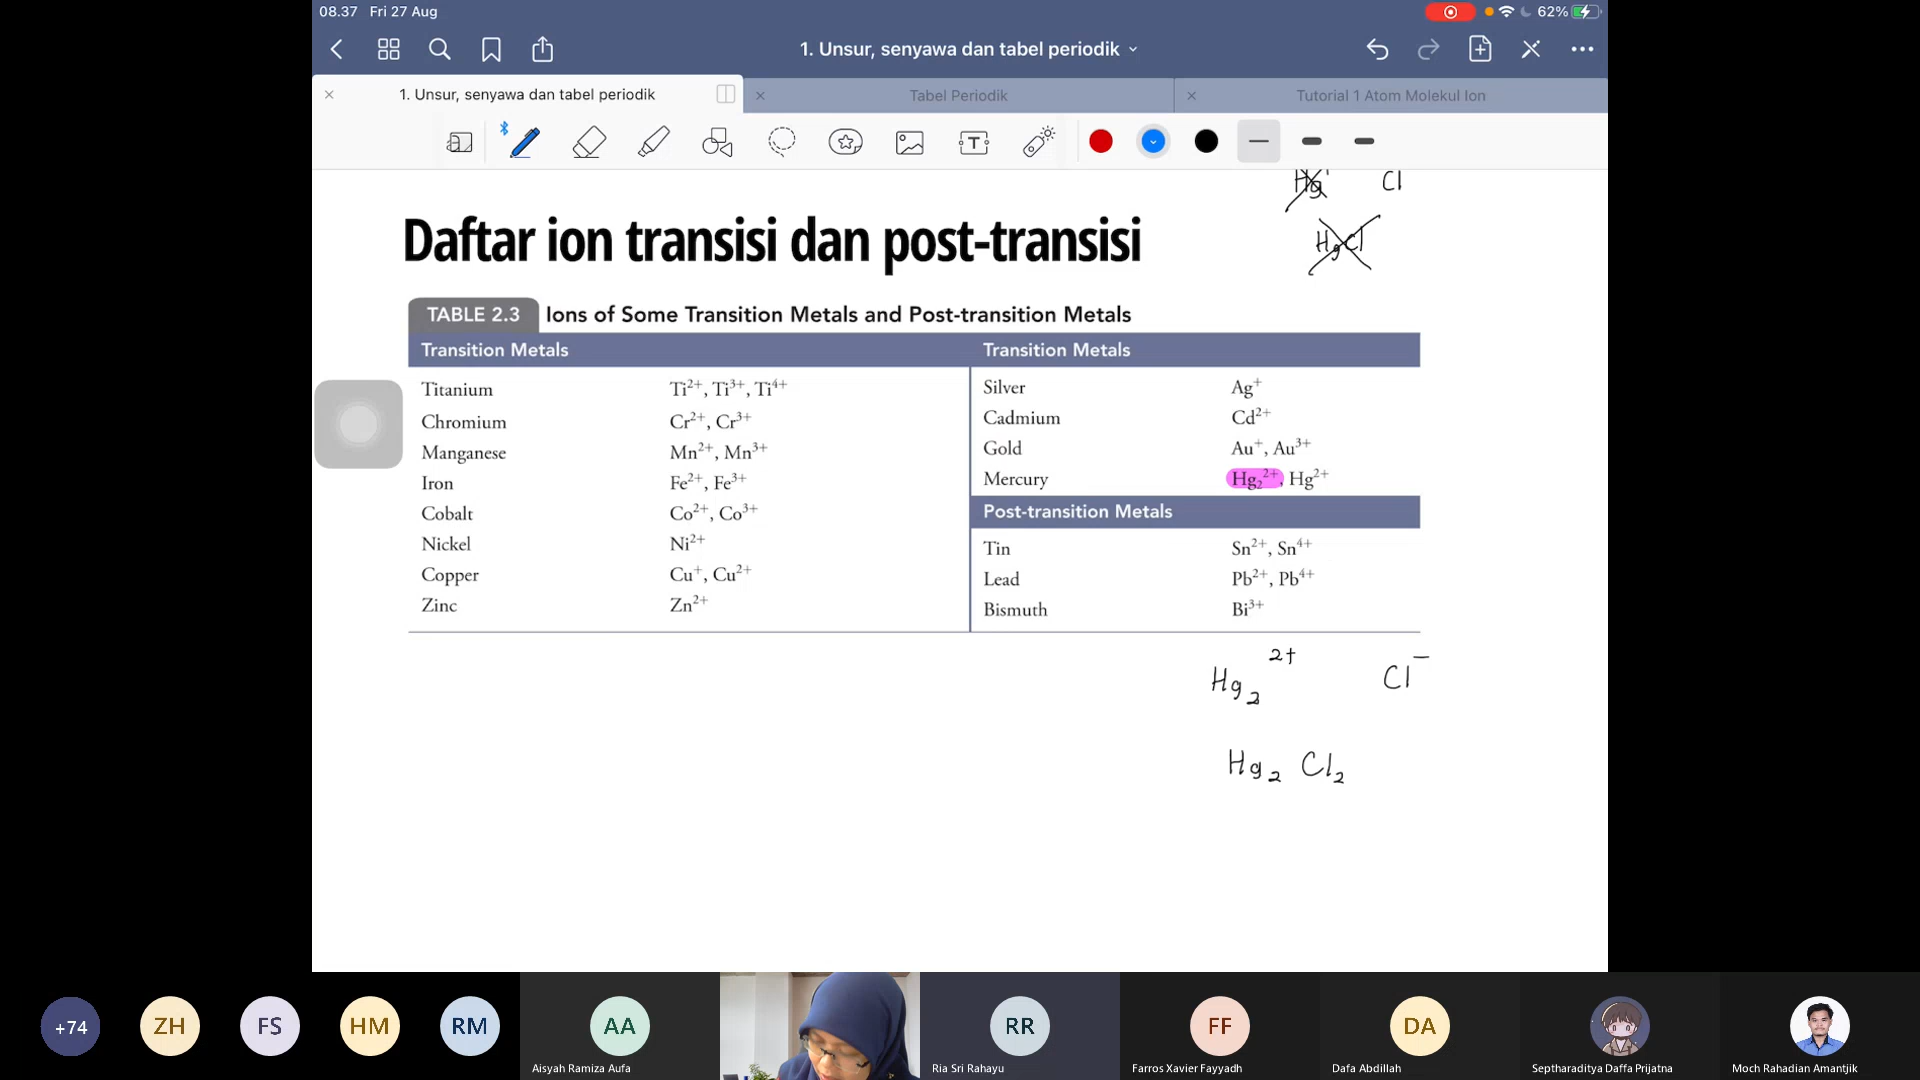 08.37 Fri 27 Aug
62%
1. Unsur, senyawa dan tabel periodik
1. Unsur, senyawa dan tabel periodik
Tabel Periodik
Tutorial 1 Atom Molekul Ion
T
Hg⁺ Cl
HgCl
Daftar ion transisi dan post-transisi
TABLE 2.3 Ions of Some Transition Metals and Post-transition Metals
Transition Metals
Titanium Ti²⁺, Ti³⁺, Ti⁴⁺
Chromium Cr²⁺, Cr³⁺
Manganese Mn²⁺, Mn³⁺
Iron Fe²⁺, Fe³⁺
Cobalt Co²⁺, Co³⁺
Nickel Ni²⁺
Copper Cu⁺, Cu²⁺
Zinc Zn²⁺
Transition Metals
Silver Ag⁺
Cadmium Cd²⁺
Gold Au⁺, Au³⁺
Mercury Hg₂²⁺, Hg²⁺
Post-transition Metals
Tin Sn²⁺, Sn⁴⁺
Lead Pb²⁺, Pb⁴⁺
Bismuth Bi³⁺
Hg₂²⁺ Cl⁻
Hg₂ Cl₂
+74
ZH
FS
HM
RM
AA
Aisyah Ramiza Aufa
RR
Ria Sri Rahayu
FF
Farros Xavier Fayyadh
DA
Dafa Abdillah
Septharaditya Daffa Prijatna
Moch Rahadian Amantjik